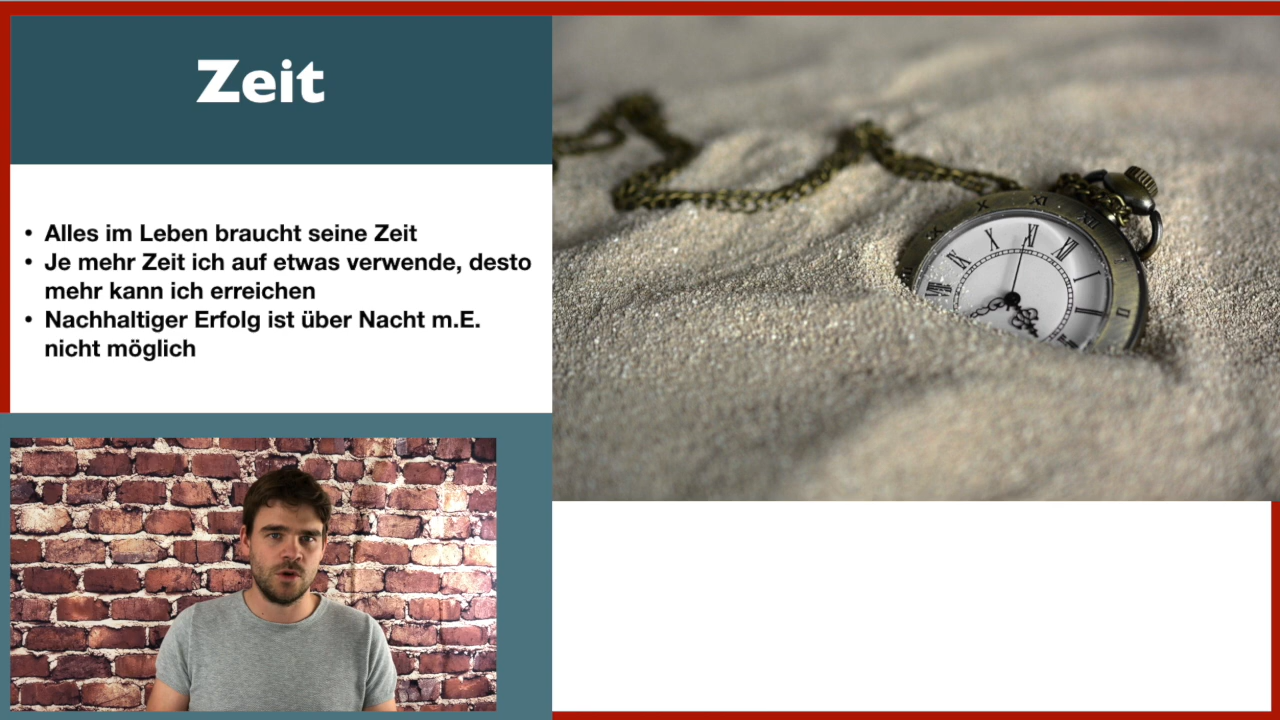 Zeit
• Alles im Leben braucht seine Zeit
• Je mehr Zeit ich auf etwas verwende, desto
mehr kann ich erreichen
• Nachhaltiger Erfolg ist über Nacht m.E.
nicht möglich